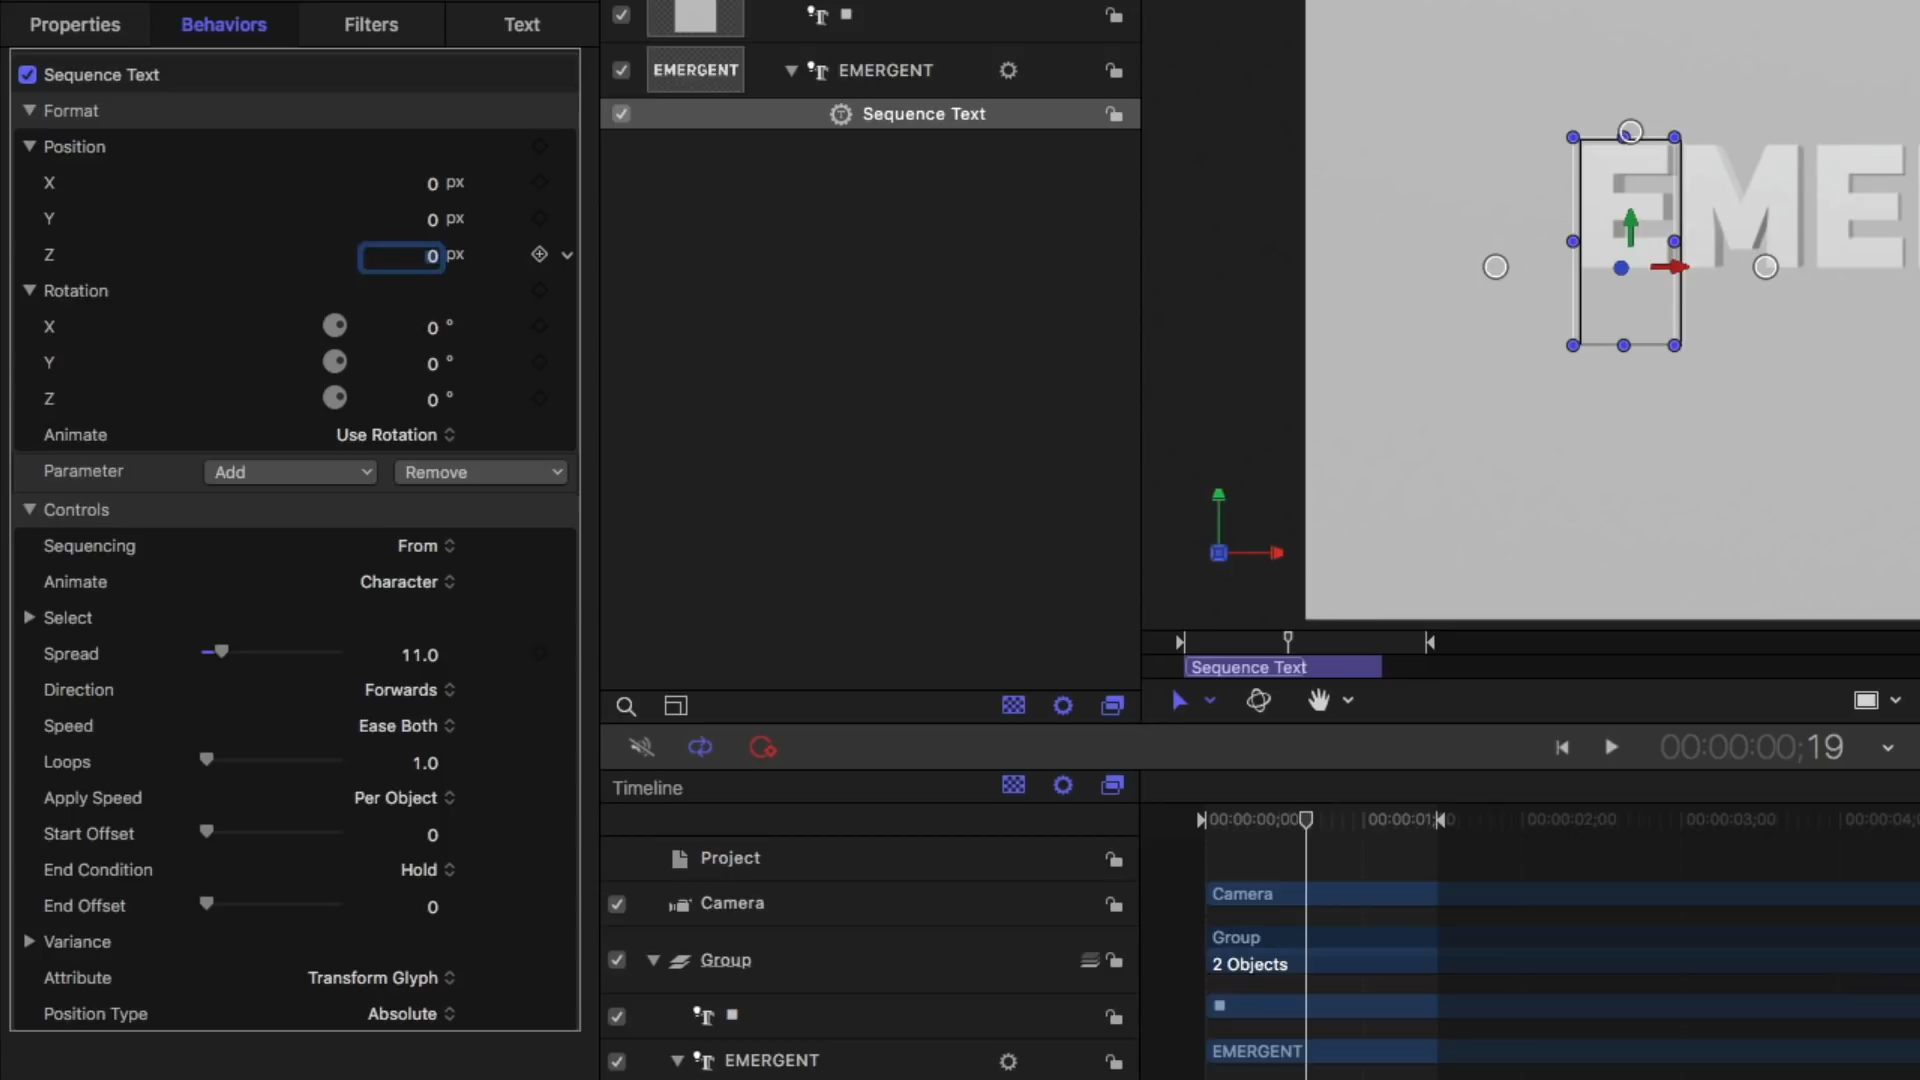 Properties
Behaviors
Filters
Text
Sequence Text
Format
Position
X 0 px
Y 0 px
Z 0 px
Rotation
X 0 °
Y 0 °
Z 0 °
Animate Use Rotation
Parameter Add Remove
Controls
Sequencing From
Animate Character
Select
Spread 11.0
Direction Forwards
Speed Ease Both
Loops 1.0
Apply Speed Per Object
Start Offset 0
End Condition Hold
End Offset 0
Variance
Attribute Transform Glyph
Position Type Absolute
EMERGENT EMERGENT
Sequence Text
EME
Sequence Text
00:00:00;19
Timeline
00:00:00;00 00:00:01; 00:00:02;00 00:00:03;00 00:00:04;
Project
Camera
Group
EMERGENT
Camera
Group
2 Objects
EMERGENT